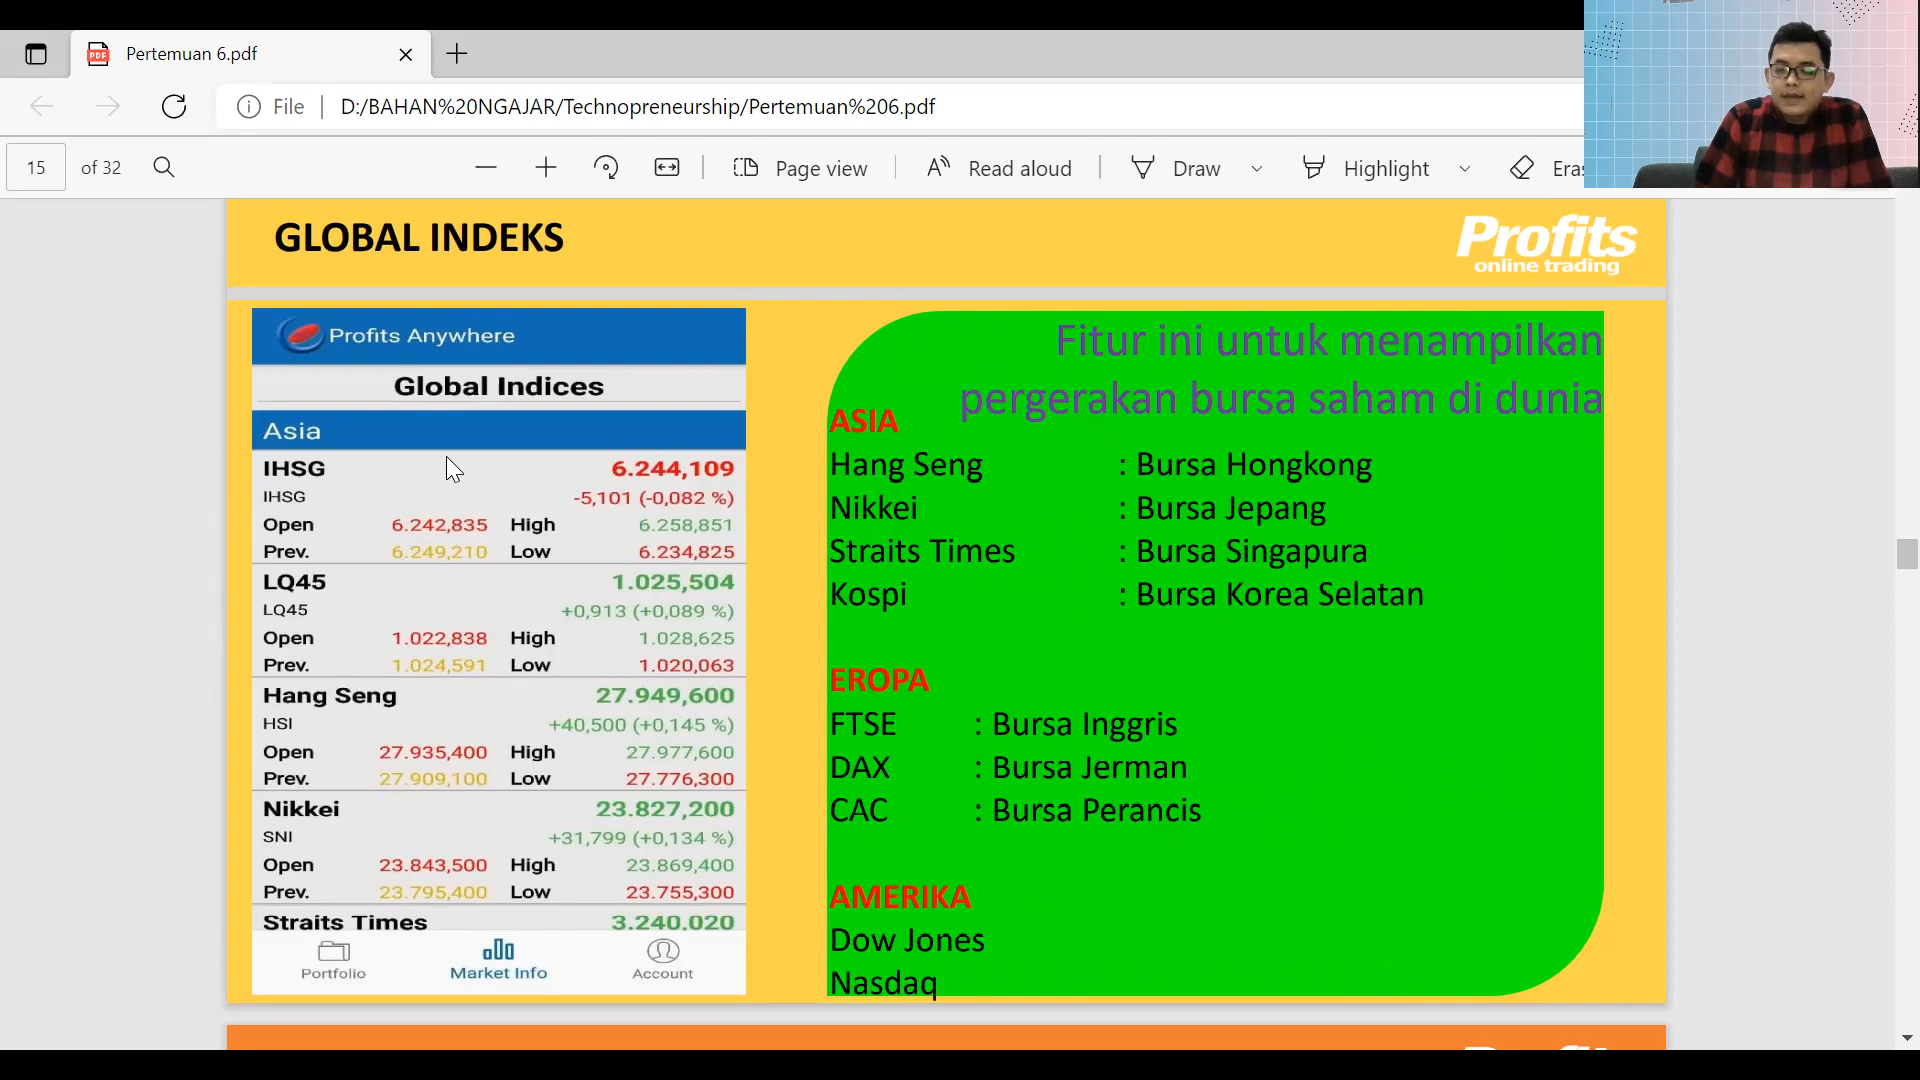 Pertemuan 6.pdf
File D:/BAHAN%20NGAJAR/Technopreneurship/Pertemuan%206.pdf
15 of 32 Page view Read aloud Draw Highlight
GLOBAL INDEKS
Profits
online trading
Profits Anywhere
Global Indices
Asia
IHSG 6.244,109
IHSG -5,101 (-0,082 %)
Open 6.242,835 High 6.258,851
Prev. 6.249,210 Low 6.234,825
LQ45 1.025,504
LQ45 +0,913 (+0,089 %)
Open 1.022,838 High 1.028,625
Prev. 1.024,591 Low 1.020,063
Hang Seng 27.949,600
HSI +40,500 (+0,145 %)
Open 27.935,400 High 27.977,600
Prev. 27.909,100 Low 27.776,300
Nikkei 23.827,200
SNI +31,799 (+0,134 %)
Open 23.843,500 High 23.869,400
Prev. 23.795,400 Low 23.755,300
Straits Times 3.240,020
Portfolio Market Info Account
Fitur ini untuk menampilkan
pergerakan bursa saham di dunia
ASIA
Hang Seng : Bursa Hongkong
Nikkei : Bursa Jepang
Straits Times : Bursa Singapura
Kospi : Bursa Korea Selatan
EROPA
FTSE : Bursa Inggris
DAX : Bursa Jerman
CAC : Bursa Perancis
AMERIKA
Dow Jones
Nasdaq